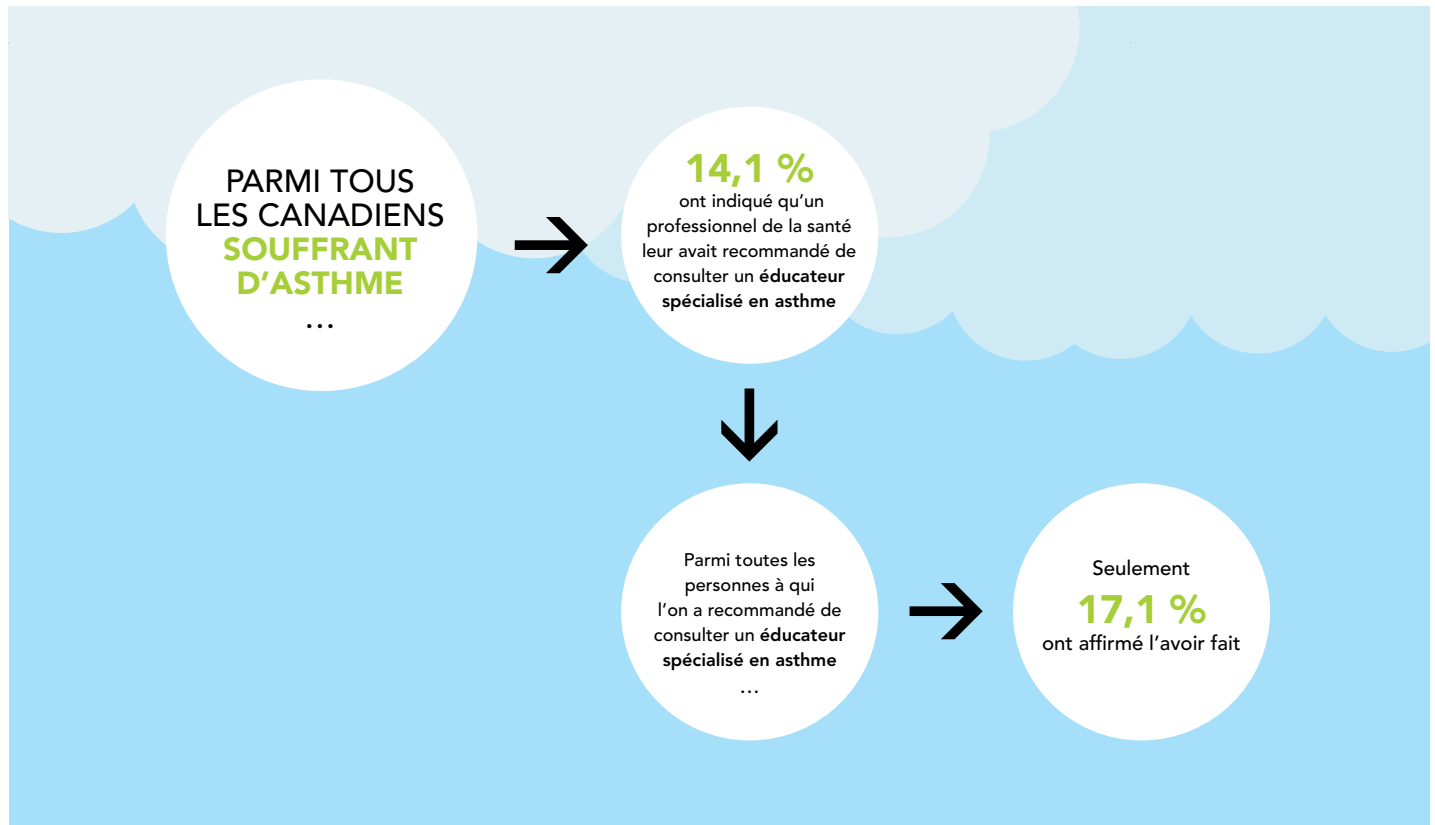 PARMI TOUS
LES CANADIENS
SOUFFRANT
D’ASTHME
…
14,1 %
ont indiqué qu’un
professionnel de la santé
leur avait recommandé de
consulter un éducateur
spécialisé en asthme
Parmi toutes les
personnes à qui
l’on a recommandé de
consulter un éducateur
spécialisé en asthme
…
Seulement
17,1 %
ont affirmé l’avoir fait